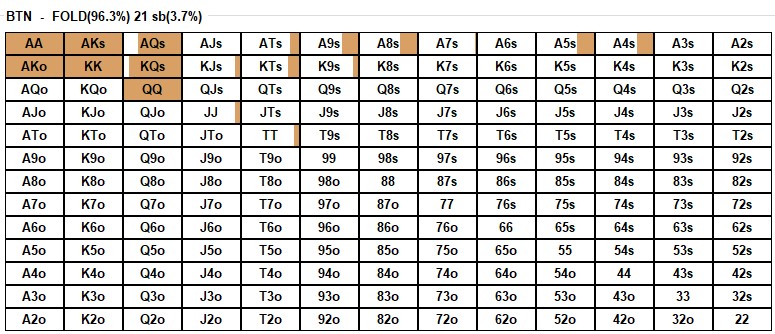 BTN - FOLD(96.3%) 21 sb(3.7%)
AA AKs AQs AJs ATs A9s A8s A7s A6s A5s A4s A3s A2s
AKo KK KQs KJs KTs K9s K8s K7s K6s K5s K4s K3s K2s
AQo KQo QQ QJs QTs Q9s Q8s Q7s Q6s Q5s Q4s Q3s Q2s
AJo KJo QJo JJ JTs J9s J8s J7s J6s J5s J4s J3s J2s
ATo KTo QTo JTo TT T9s T8s T7s T6s T5s T4s T3s T2s
A9o K9o Q9o J9o T9o 99 98s 97s 96s 95s 94s 93s 92s
A8o K8o Q8o J8o T8o 98o 88 87s 86s 85s 84s 83s 82s
A7o K7o Q7o J7o T7o 97o 87o 77 76s 75s 74s 73s 72s
A6o K6o Q6o J6o T6o 96o 86o 76o 66 65s 64s 63s 62s
A5o K5o Q5o J5o T5o 95o 85o 75o 65o 55 54s 53s 52s
A4o K4o Q4o J4o T4o 94o 84o 74o 64o 54o 44 43s 42s
A3o K3o Q3o J3o T3o 93o 83o 73o 63o 53o 43o 33 32s
A2o K2o Q2o J2o T2o 92o 82o 72o 62o 52o 42o 32o 22